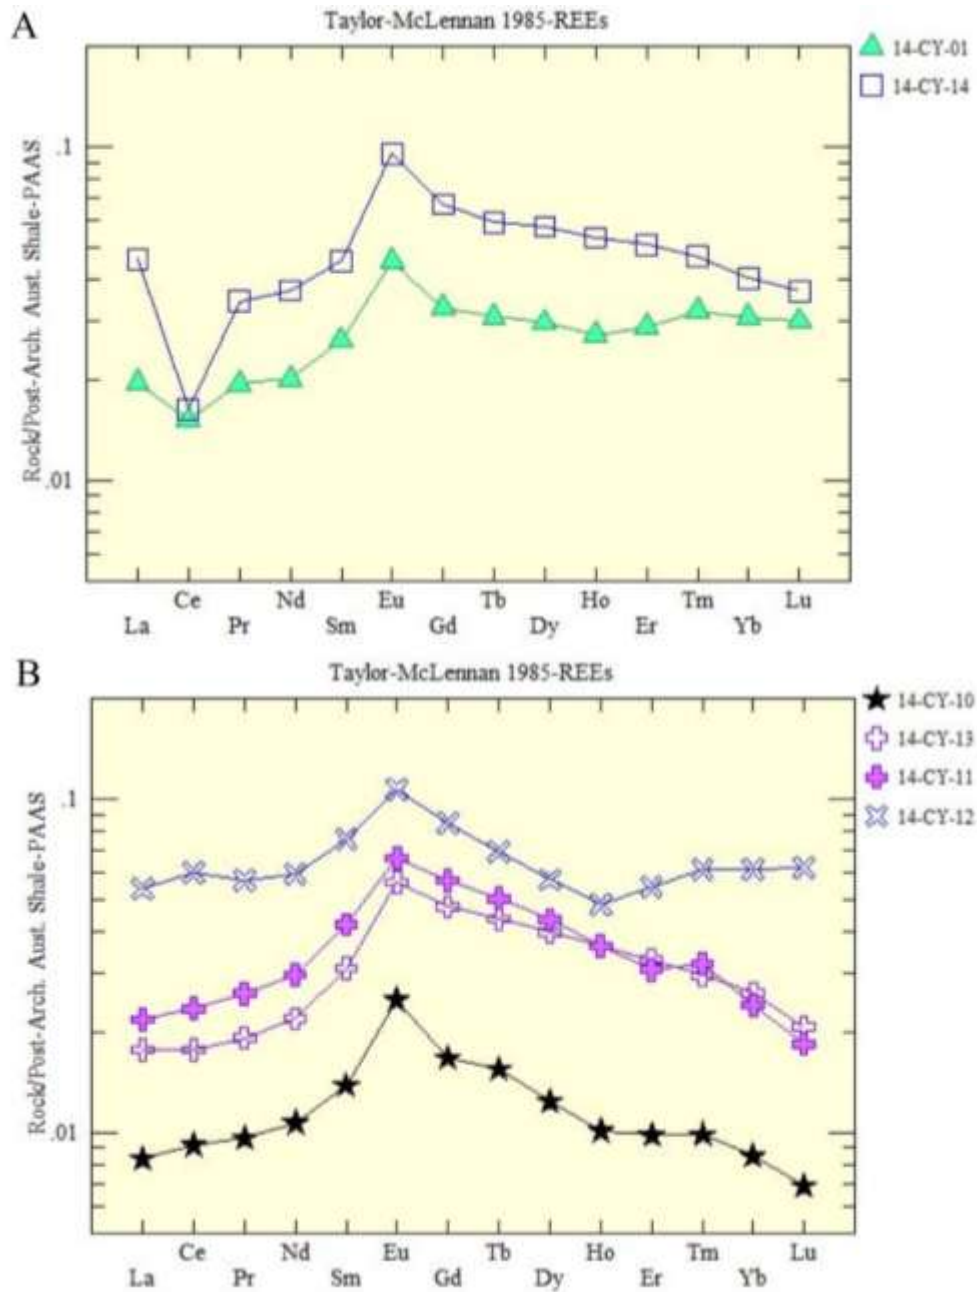 A
Taylor-McLennan 1985-REEs
14-CY-01
14-CY-14
Rock/Post-Arch. Aust. Shale-PAAS
.1
.01
Ce Nd Eu Tb Ho Tm Lu
La Pr Sm Gd Dy Er Yb
B
Taylor-McLennan 1985-REEs
14-CY-10
14-CY-13
14-CY-11
14-CY-12
Rock/Post-Arch. Aust. Shale-PAAS
.1
.01
Ce Nd Eu Tb Ho Tm Lu
La Pr Sm Gd Dy Er Yb